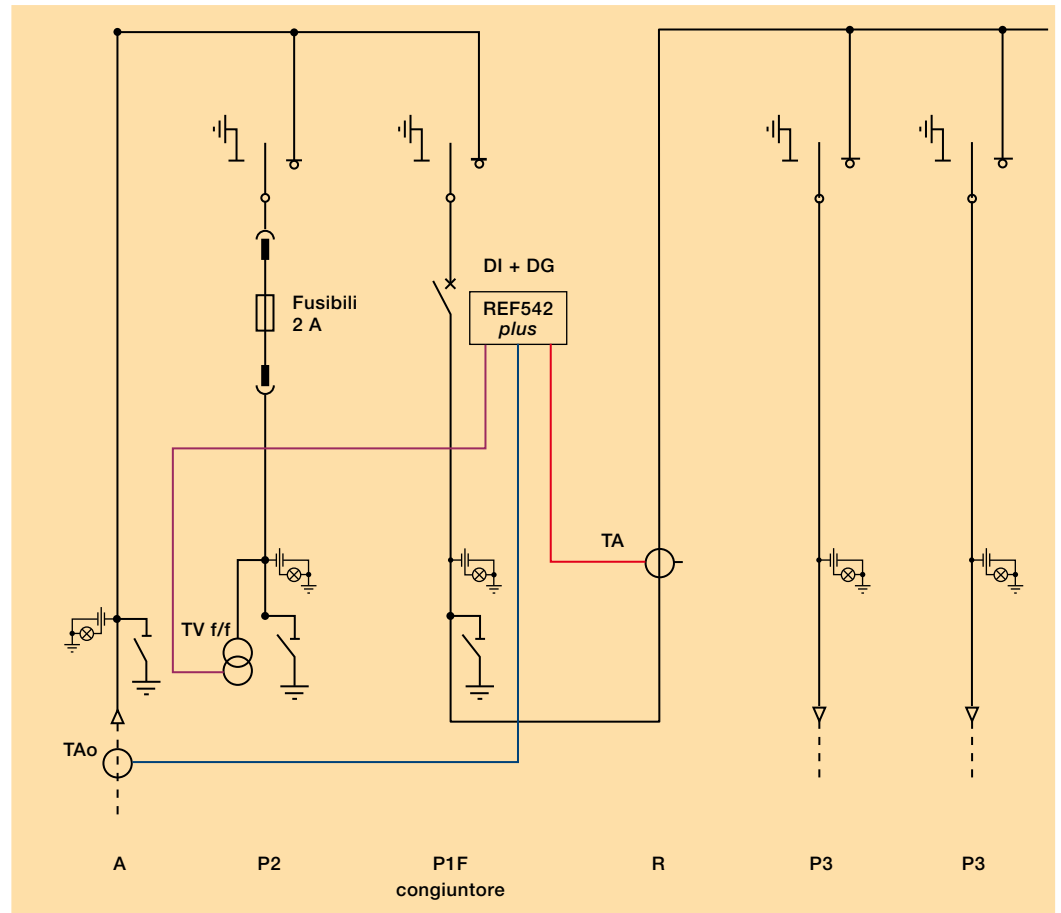 DI + DG
REF542
plus
Fusibili
2 A
TA
TV f/f
TAo
A
P2
P1F
congiuntore
R
P3
P3